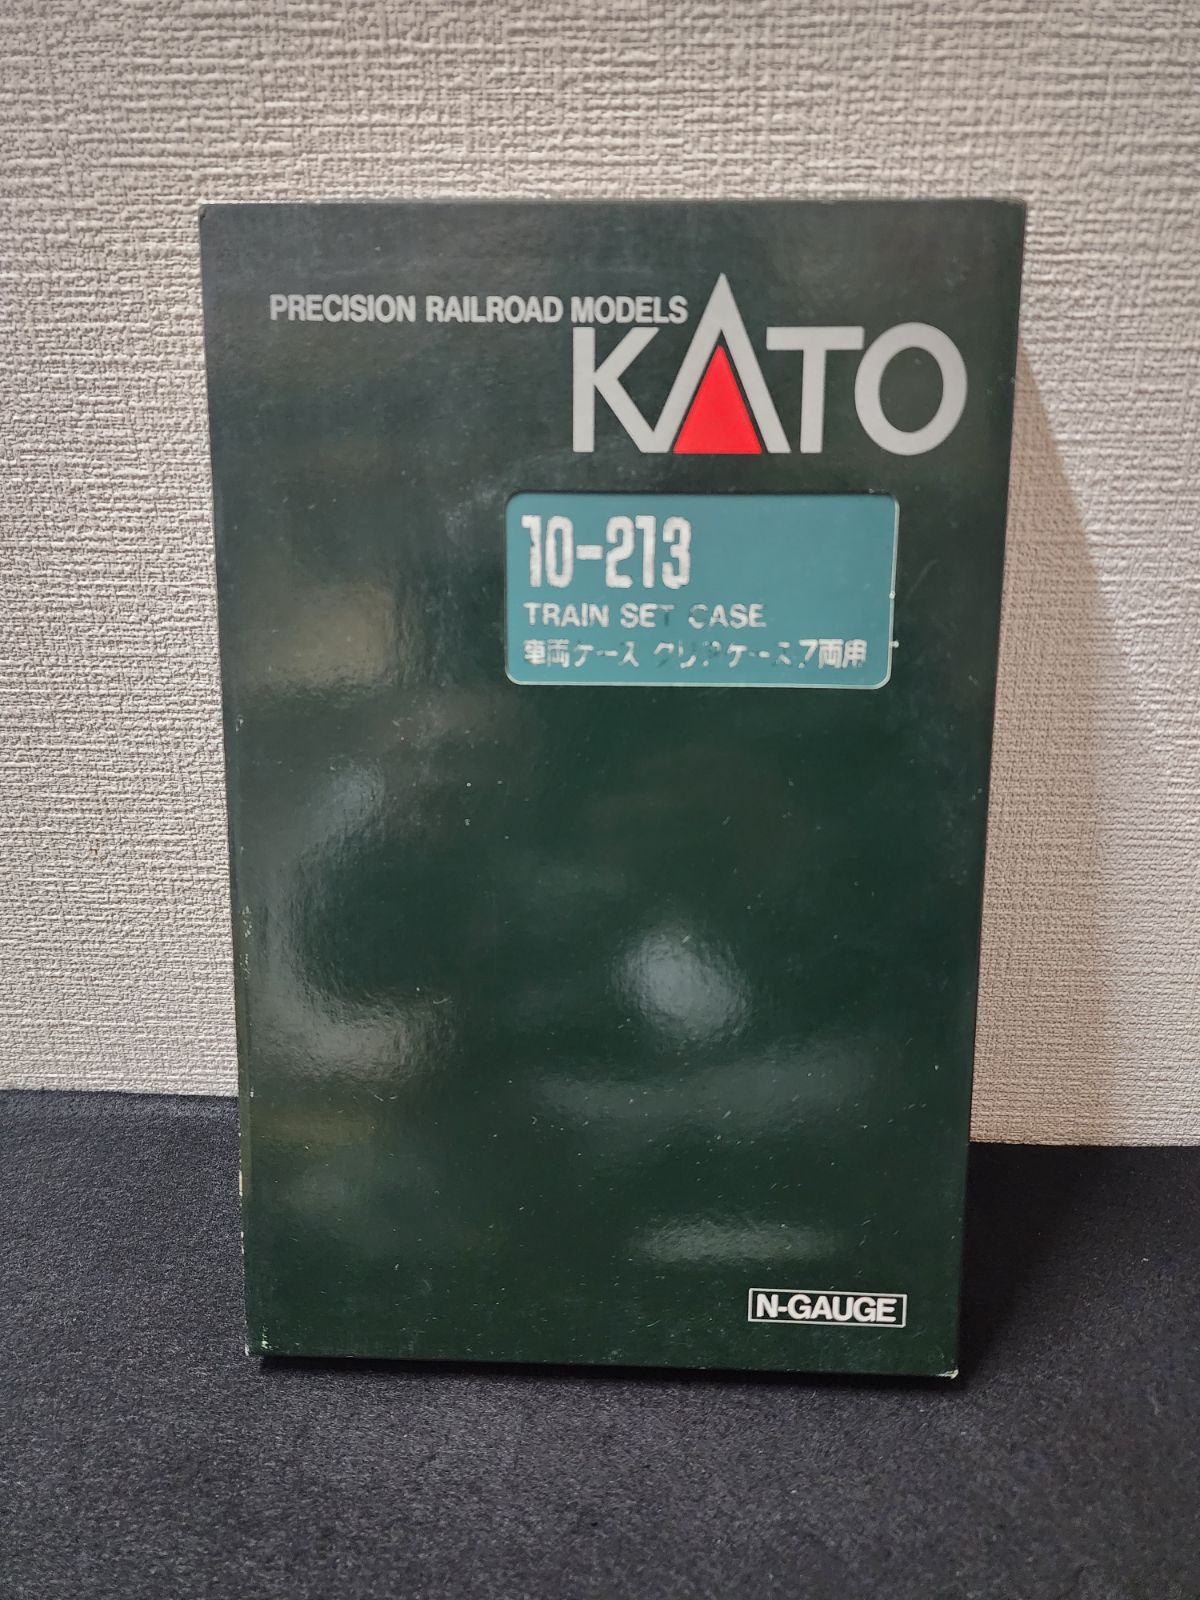 PRECISION RAILROAD MODELS
KATO
10-213
TRAIN SET CASE
車両ケース クリアケース7両用
N-GAUGE